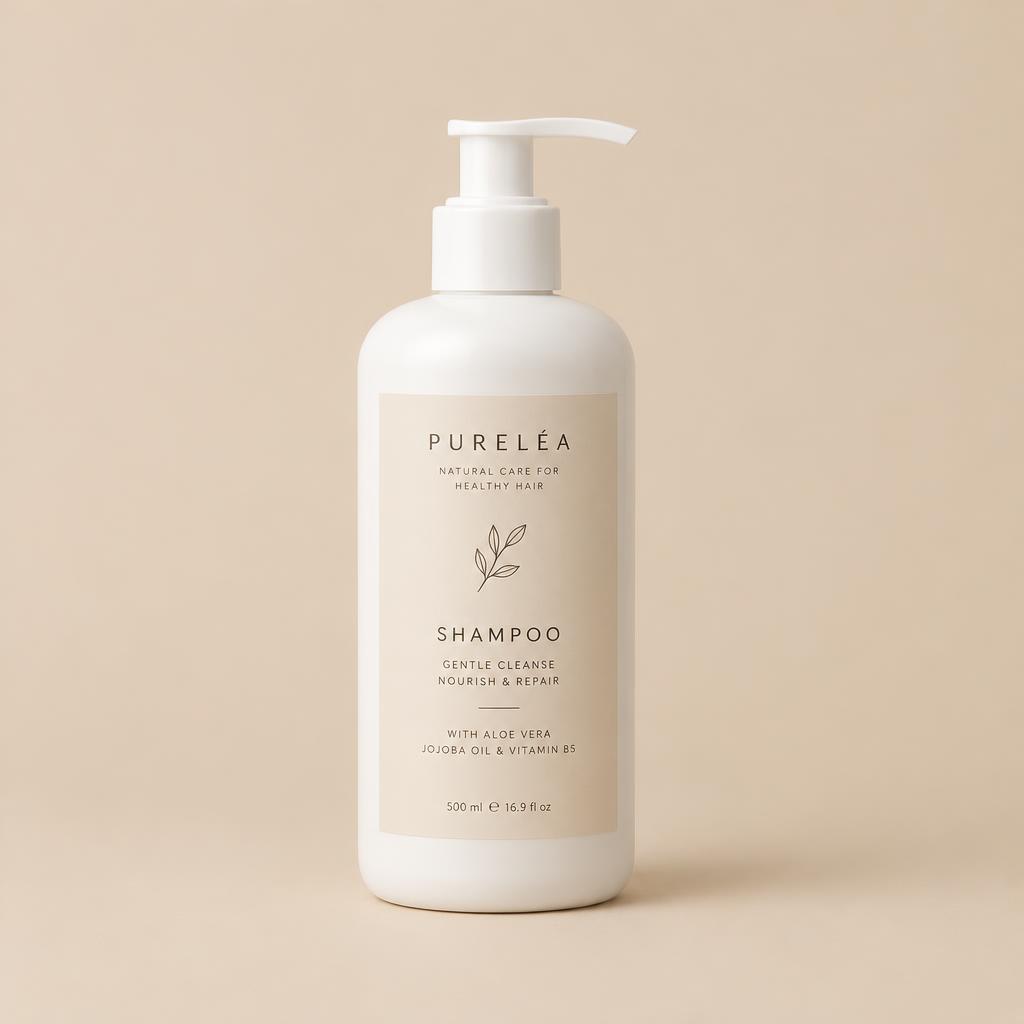 PURELÉA
NATURAL CARE FOR
HEALTHY HAIR
SHAMPOO
GENTLE CLEANSE
NOURISH & REPAIR
WITH ALOE VERA
JOJOBA OIL & VITAMIN B5
500 ml ℮ 16.9 fl oz